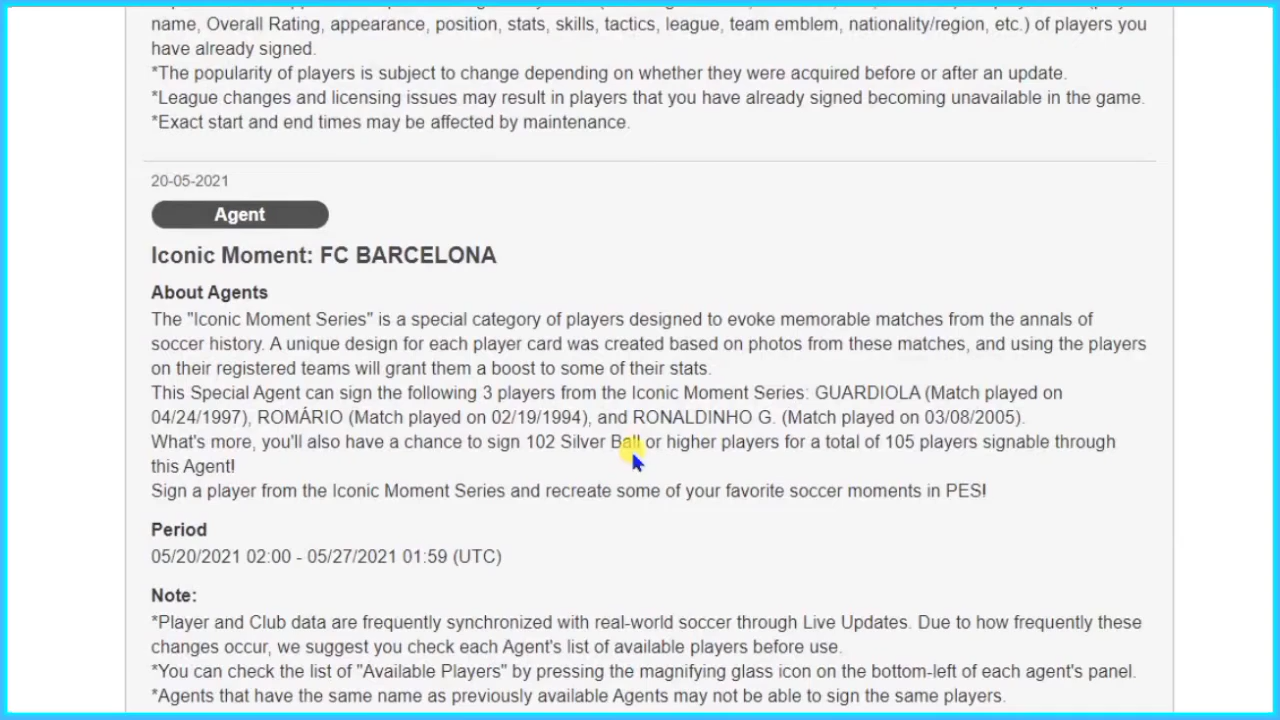 name, Overall Rating, appearance, position, stats, skills, tactics, league, team emblem, nationality/region, etc.) of players you
have already signed.
*The popularity of players is subject to change depending on whether they were acquired before or after an update.
*League changes and licensing issues may result in players that you have already signed becoming unavailable in the game.
*Exact start and end times may be affected by maintenance.
20-05-2021
Agent
Iconic Moment: FC BARCELONA
About Agents
The "Iconic Moment Series" is a special category of players designed to evoke memorable matches from the annals of
soccer history. A unique design for each player card was created based on photos from these matches, and using the players
on their registered teams will grant them a boost to some of their stats.
This Special Agent can sign the following 3 players from the Iconic Moment Series: GUARDIOLA (Match played on
04/24/1997), ROMÁRIO (Match played on 02/19/1994), and RONALDINHO G. (Match played on 03/08/2005).
What's more, you'll also have a chance to sign 102 Silver Ball or higher players for a total of 105 players signable through
this Agent!
Sign a player from the Iconic Moment Series and recreate some of your favorite soccer moments in PES!
Period
05/20/2021 02:00 - 05/27/2021 01:59 (UTC)
Note:
*Player and Club data are frequently synchronized with real-world soccer through Live Updates. Due to how frequently these
changes occur, we suggest you check each Agent's list of available players before use.
*You can check the list of "Available Players" by pressing the magnifying glass icon on the bottom-left of each agent's panel.
*Agents that have the same name as previously available Agents may not be able to sign the same players.